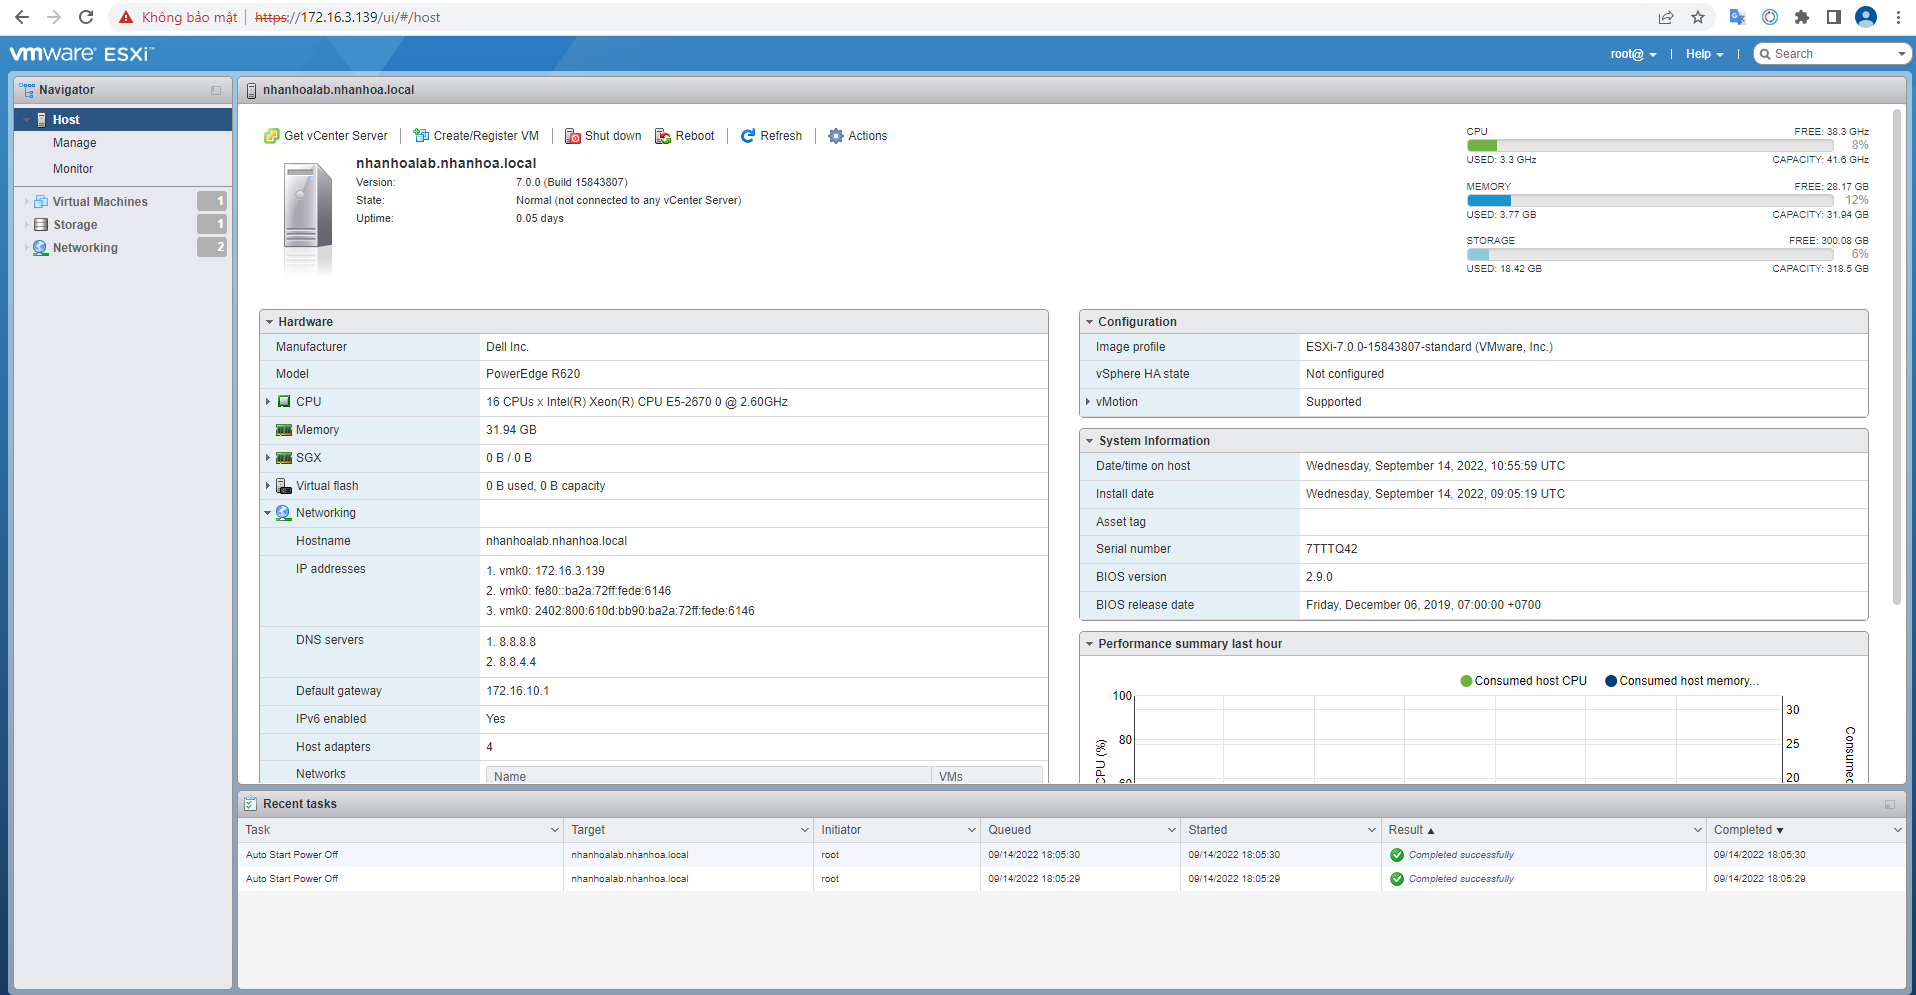 Không bảo mật https://172.16.3.139/ui/#/host
vmware ESXi™
root@ | Help | Search
Navigator
Host
Manage
Monitor
Virtual Machines 1
Storage 1
Networking 2
nhanhoalab.nhanhoa.local
Get vCenter Server | Create/Register VM | Shut down Reboot | Refresh | Actions
nhanhoalab.nhanhoa.local
Version: 7.0.0 (Build 15843807)
State: Normal (not connected to any vCenter Server)
Uptime: 0.05 days
CPU FREE: 38.3 GHz
8%
USED: 3.3 GHz CAPACITY: 41.6 GHz
MEMORY FREE: 28.17 GB
12%
USED: 3.77 GB CAPACITY: 31.94 GB
STORAGE FREE: 300.08 GB
6%
USED: 18.42 GB CAPACITY: 318.5 GB
Hardware
Manufacturer Dell Inc.
Model PowerEdge R620
CPU 16 CPUs x Intel(R) Xeon(R) CPU E5-2670 0 @ 2.60GHz
Memory 31.94 GB
SGX 0 B / 0 B
Virtual flash 0 B used, 0 B capacity
Networking
Hostname nhanhoalab.nhanhoa.local
IP addresses 1. vmk0: 172.16.3.139
2. vmk0: fe80::ba2a:72ff:fede:6146
3. vmk0: 2402:800:610d:bb90:ba2a:72ff:fede:6146
DNS servers 1. 8.8.8.8
2. 8.8.4.4
Default gateway 172.16.10.1
IPv6 enabled Yes
Host adapters 4
Networks Name VMs
Configuration
Image profile ESXi-7.0.0-15843807-standard (VMware, Inc.)
vSphere HA state Not configured
vMotion Supported
System Information
Date/time on host Wednesday, September 14, 2022, 10:55:59 UTC
Install date Wednesday, September 14, 2022, 09:05:19 UTC
Asset tag
Serial number 7TTTQ42
BIOS version 2.9.0
BIOS release date Friday, December 06, 2019, 07:00:00 +0700
Performance summary last hour
Consumed host CPU Consumed host memory...
100
80
60
CPU (%)
30
25
20
Consumed
Recent tasks
Task Target Initiator Queued Started Result Completed
Auto Start Power Off nhanhoalab.nhanhoa.local root 09/14/2022 18:05:30 09/14/2022 18:05:30 Completed successfully 09/14/2022 18:05:30
Auto Start Power Off nhanhoalab.nhanhoa.local root 09/14/2022 18:05:29 09/14/2022 18:05:29 Completed successfully 09/14/2022 18:05:29